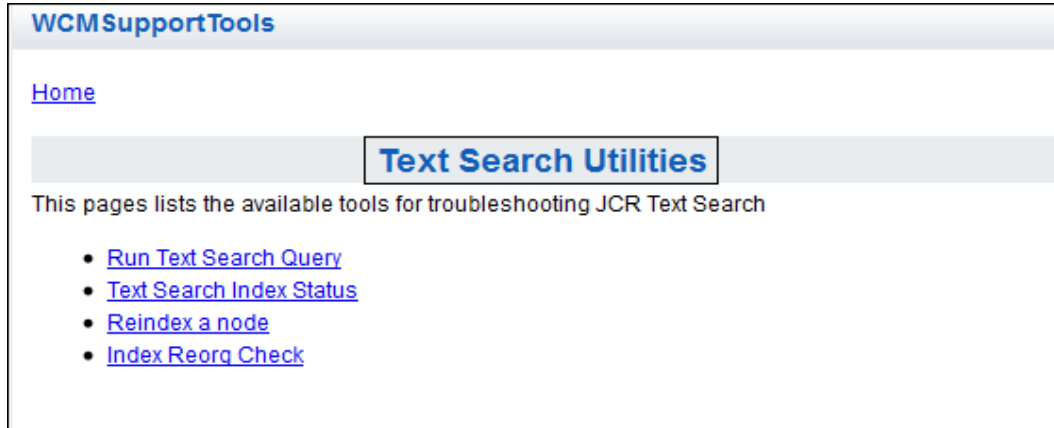 WCMSupportTools
Home
Text Search Utilities
This pages lists the available tools for troubleshooting JCR Text Search
Run Text Search Query
Text Search Index Status
Reindex a node
Index Reorg Check